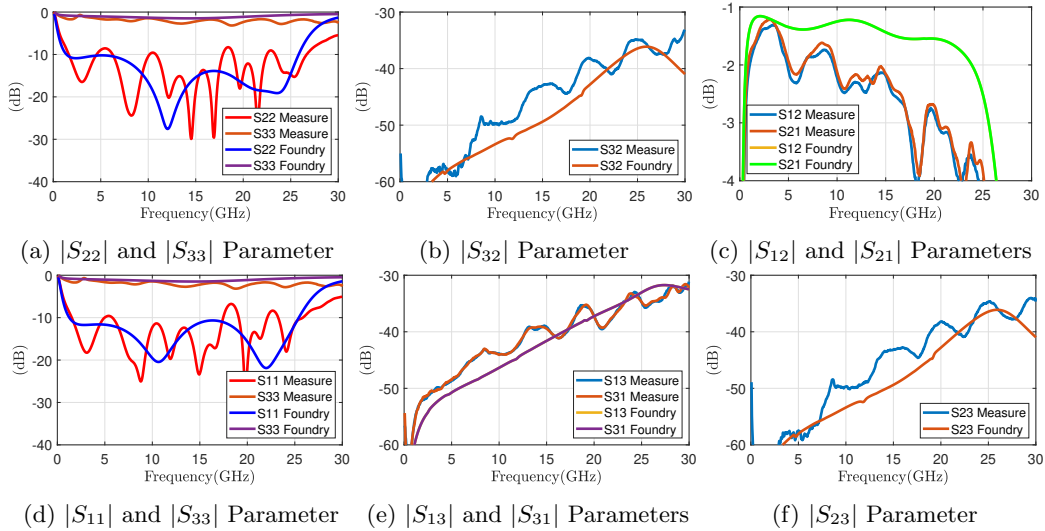 0
-10
-20
-30
-40
(dB)
0 5 10 15 20 25 30
Frequency(GHz)
S22 Measure
S33 Measure
S22 Foundry
S33 Foundry
(a) |S22| and |S33| Parameter
-30
-40
-50
-60
(dB)
0 5 10 15 20 25 30
Frequency(GHz)
S32 Measure
S32 Foundry
(b) |S32| Parameter
-1
-2
-3
-4
(dB)
0 5 10 15 20 25 30
Frequency(GHz)
S12 Measure
S21 Measure
S12 Foundry
S21 Foundry
(c) |S12| and |S21| Parameters
0
-10
-20
-30
-40
(dB)
0 5 10 15 20 25 30
Frequency(GHz)
S11 Measure
S33 Measure
S11 Foundry
S33 Foundry
(d) |S11| and |S33| Parameter
-30
-40
-50
-60
(dB)
0 5 10 15 20 25 30
Frequency(GHz)
S13 Measure
S31 Measure
S13 Foundry
S31 Foundry
(e) |S13| and |S31| Parameters
-30
-40
-50
-60
(dB)
0 5 10 15 20 25 30
Frequency(GHz)
S23 Measure
S23 Foundry
(f) |S23| Parameter